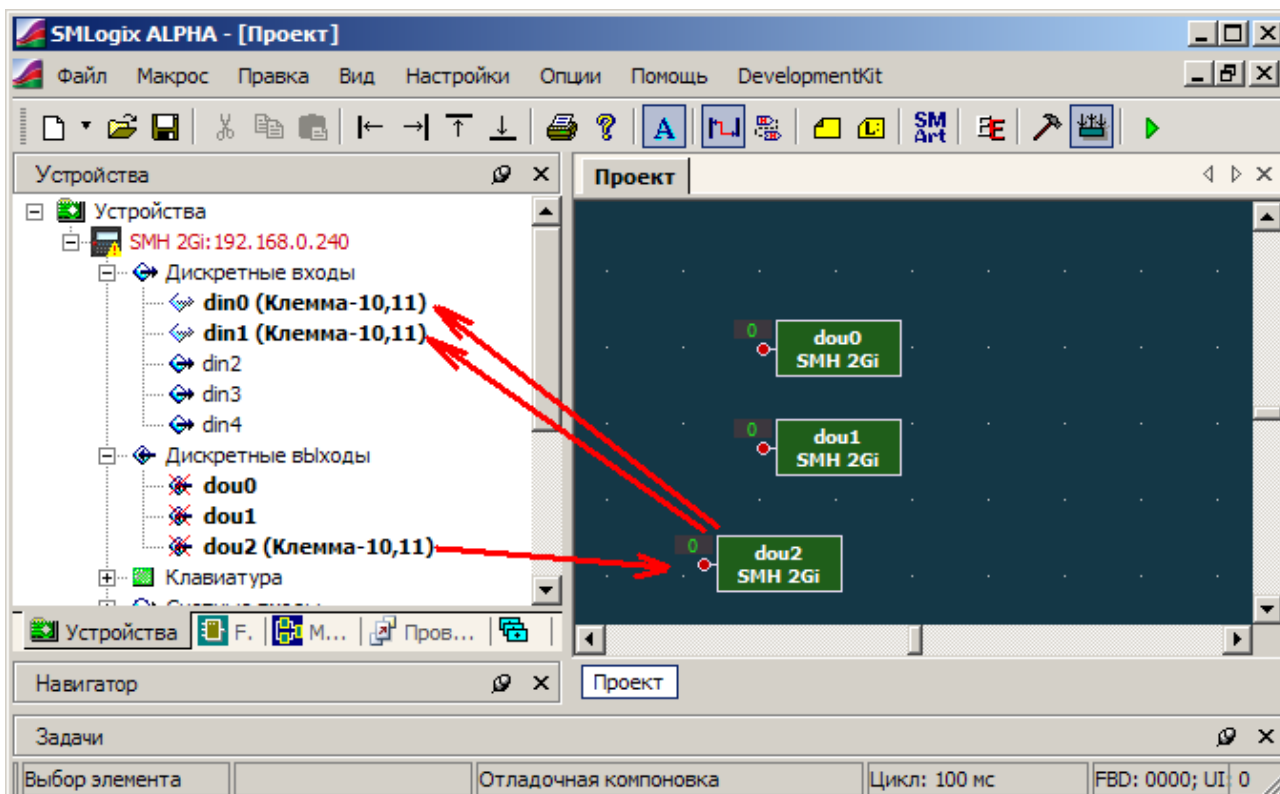 SMLogix ALPHA - [Проект]
Файл Макрос Правка Вид Настройки Опции Помощь DevelopmentKit
A L: SM Art E
Устройства
Проект
Устройства
SMH 2Gi:192.168.0.240
Дискретные входы
din0 (Клемма-10,11)
din1 (Клемма-10,11)
din2
din3
din4
Дискретные вЫходы
dou0
dou1
dou2 (Клемма-10,11)
Клавиатура
0
dou0
SMH 2Gi
0
dou1
SMH 2Gi
0
dou2
SMH 2Gi
Устройства F. М... Пров...
Навигатор
Проект
Задачи
Выбор элемента Отладочная компоновка Цикл: 100 мс FBD: 0000; UI: 0